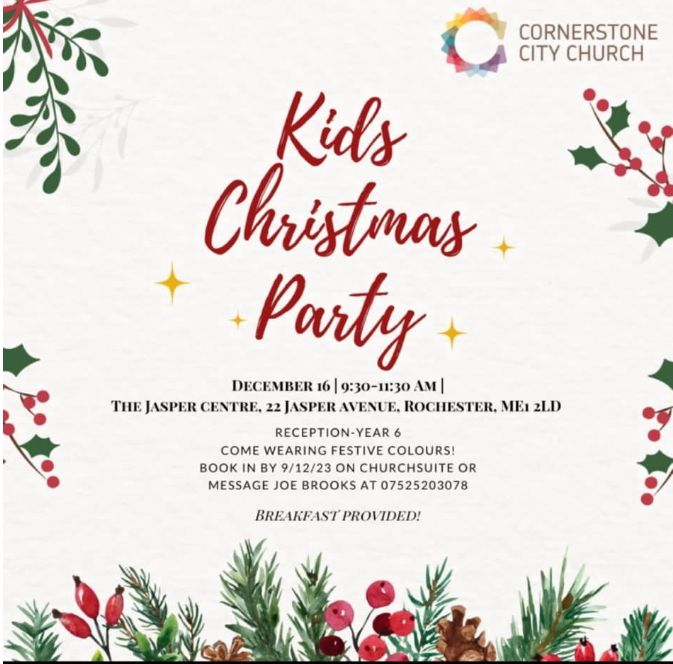 CORNERSTONE
CITY CHURCH
Kids
Christmas
Party
December 16 | 9:30-11:30 Am |
The Jasper centre, 22 Jasper avenue, Rochester, ME1 2LD
RECEPTION-YEAR 6
COME WEARING FESTIVE COLOURS!
BOOK IN BY 9/12/23 ON CHURCHSUITE OR
MESSAGE JOE BROOKS AT 07525203078
Breakfast provided!